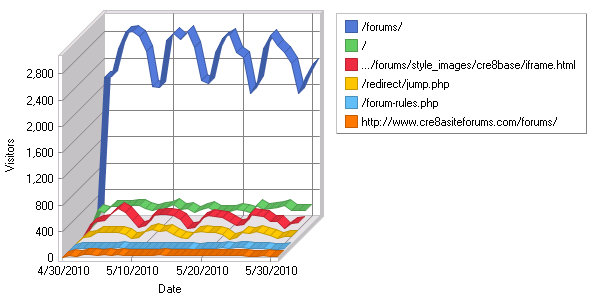 /forums/
/
.../forums/style_images/cre8base/iframe.html
/redirect/jump.php
/forum-rules.php
http://www.cre8asiteforums.com/forums/
Visitors
2,800
2,400
2,000
1,600
1,200
800
400
0
4/30/2010 5/10/2010 5/20/2010 5/30/2010
Date